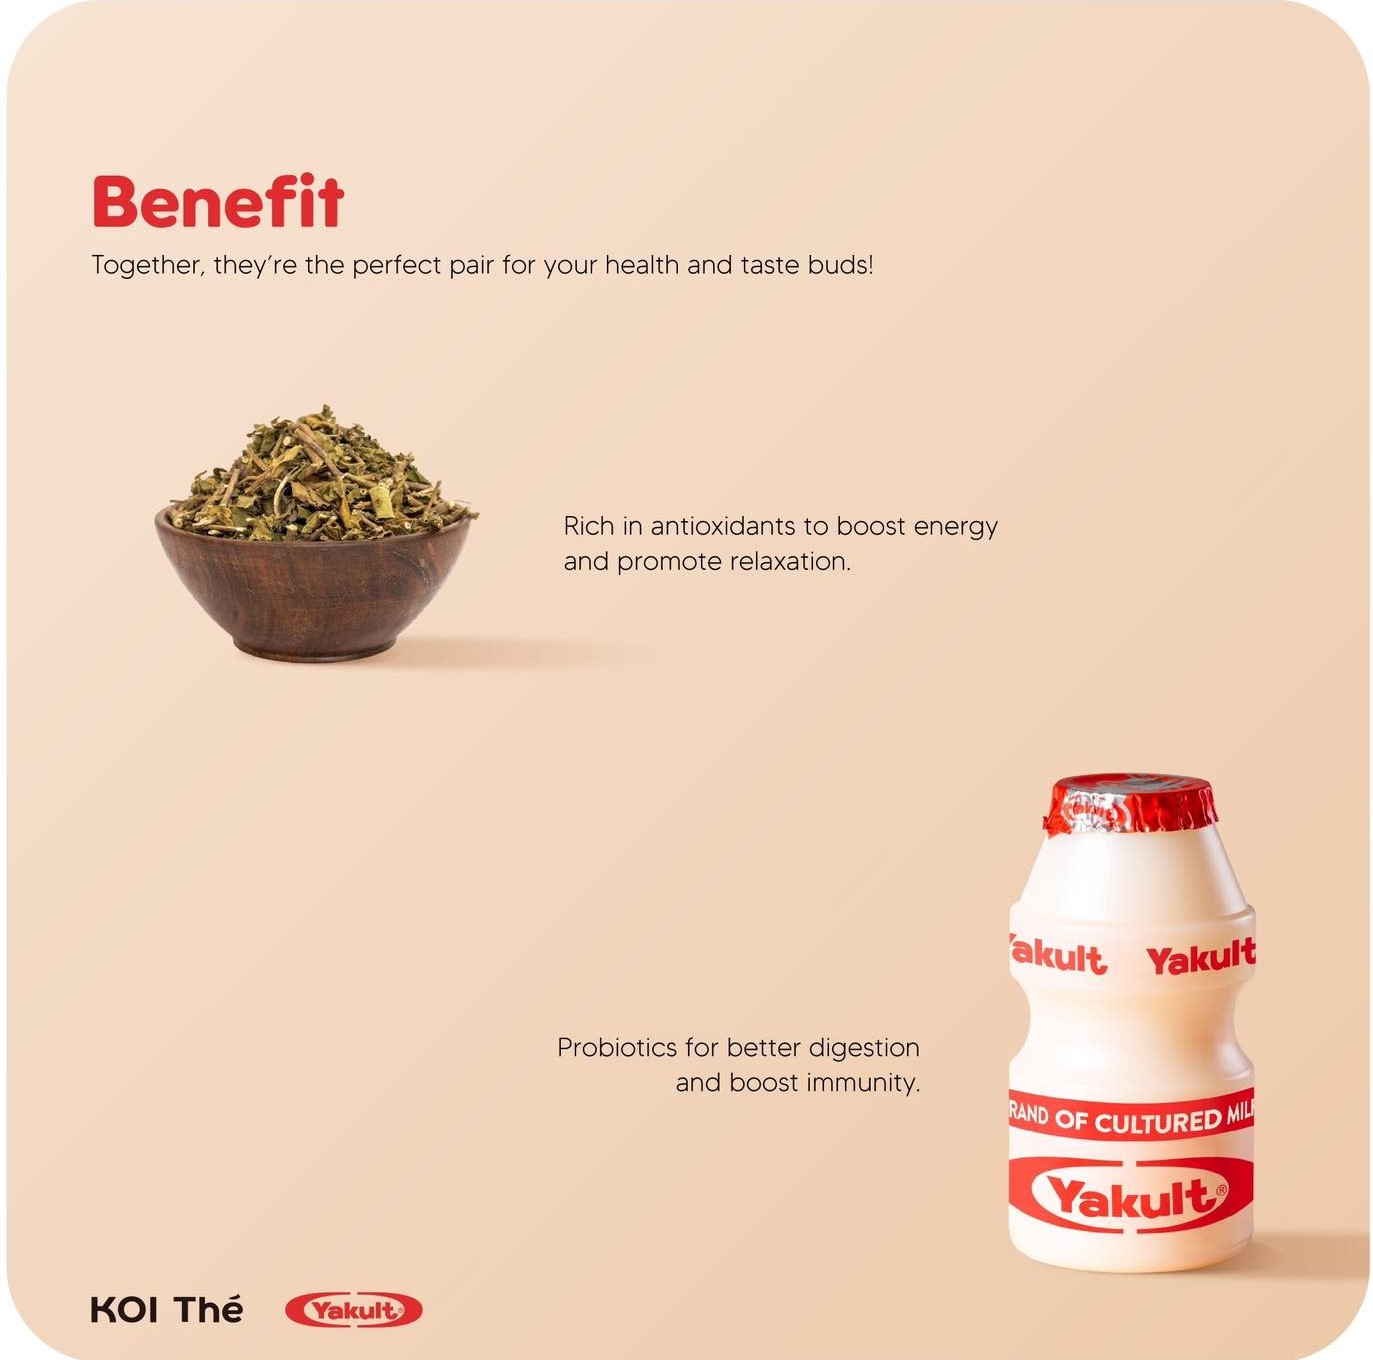 Benefit
Together, they're the perfect pair for your health and taste buds!
Rich in antioxidants to boost energy
and promote relaxation.
Yakult
akult Yakult
Probiotics for better digestion
and boost immunity.
RAND OF CULTURED MIL
Yakult®
KOI Thé Yakult®